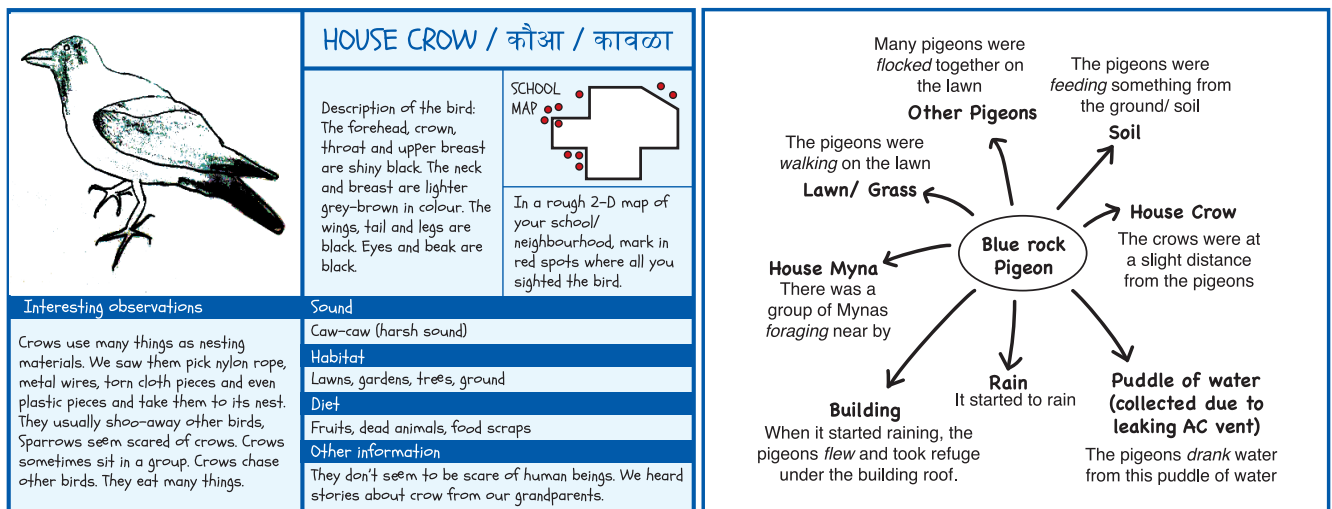 HOUSE CROW / कौआ / कावळा
Description of the bird:
The forehead, crown,
throat and upper breast
are shiny black. The neck
and breast are lighter
grey-brown in colour. The
wings, tail and legs are
black. Eyes and beak are
black.
SCHOOL
MAP
In a rough 2-D map of
your school/
neighbourhood, mark in
red spots where all you
sighted the bird.
Interesting observations
Crows use many things as nesting
materials. We saw them pick nylon rope,
metal wires, torn cloth pieces and even
plastic pieces and take them to its nest.
They usually shoo-away other birds,
Sparrows seem scared of crows. Crows
sometimes sit in a group. Crows chase
other birds. They eat many things.
Sound
Caw-caw (harsh sound)
Habitat
Lawns, gardens, trees, ground
Diet
Fruits, dead animals, food scraps
Other information
They don't seem to be scare of human beings. We heard
stories about crow from our grandparents.
Many pigeons were
flocked together on
the lawn
Other Pigeons
The pigeons were
feeding something from
the ground/ soil
Soil
The pigeons were
walking on the lawn
Lawn/ Grass
House Crow
The crows were at
a slight distance
from the pigeons
Blue rock
Pigeon
House Myna
There was a
group of Mynas
foraging near by
Building
When it started raining, the
pigeons flew and took refuge
under the building roof.
Rain
It started to rain
Puddle of water
(collected due to
leaking AC vent)
The pigeons drank water
from this puddle of water